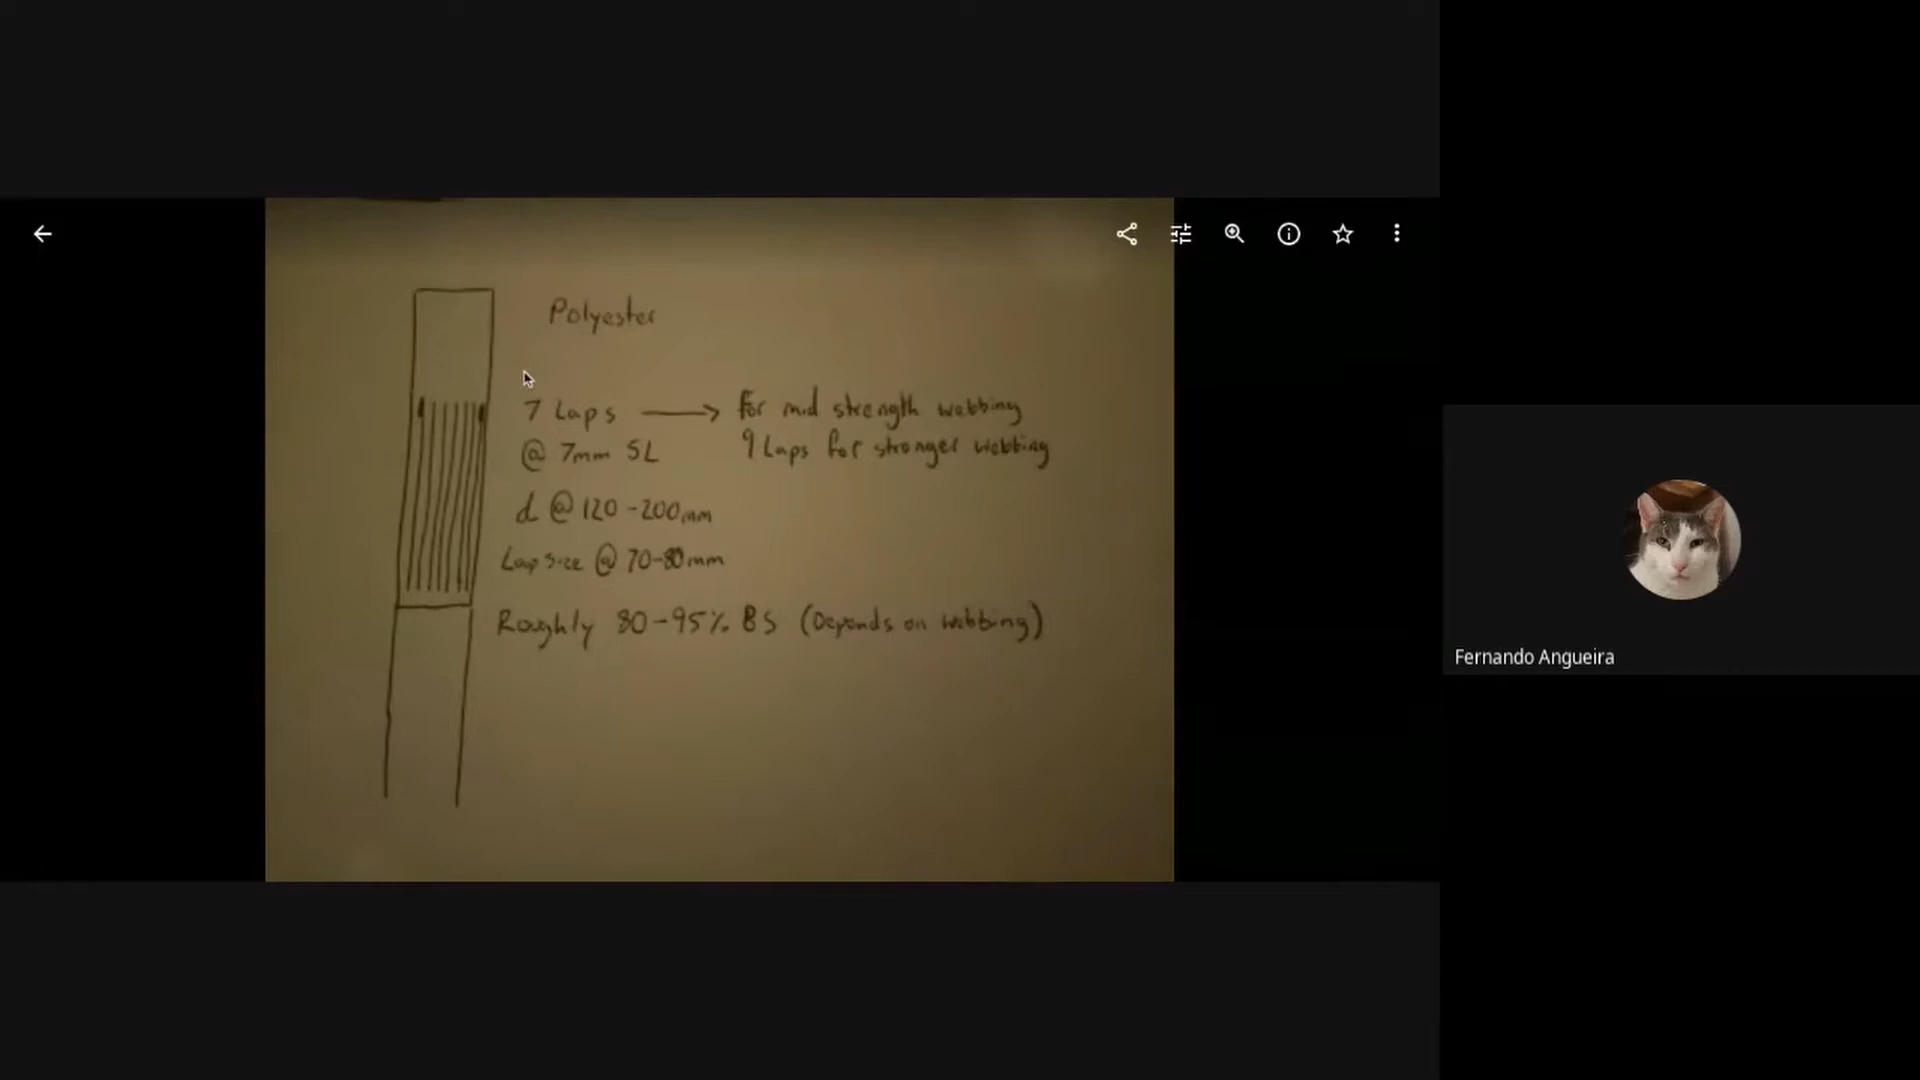 Polyester
7 Laps → for mid strength webbing
@ 7mm SL 9 Laps for stronger webbing
d @ 120-200mm
Loop size @ 70-80mm
Roughly 80-95% BS (Depends on webbing)
Fernando Angueira